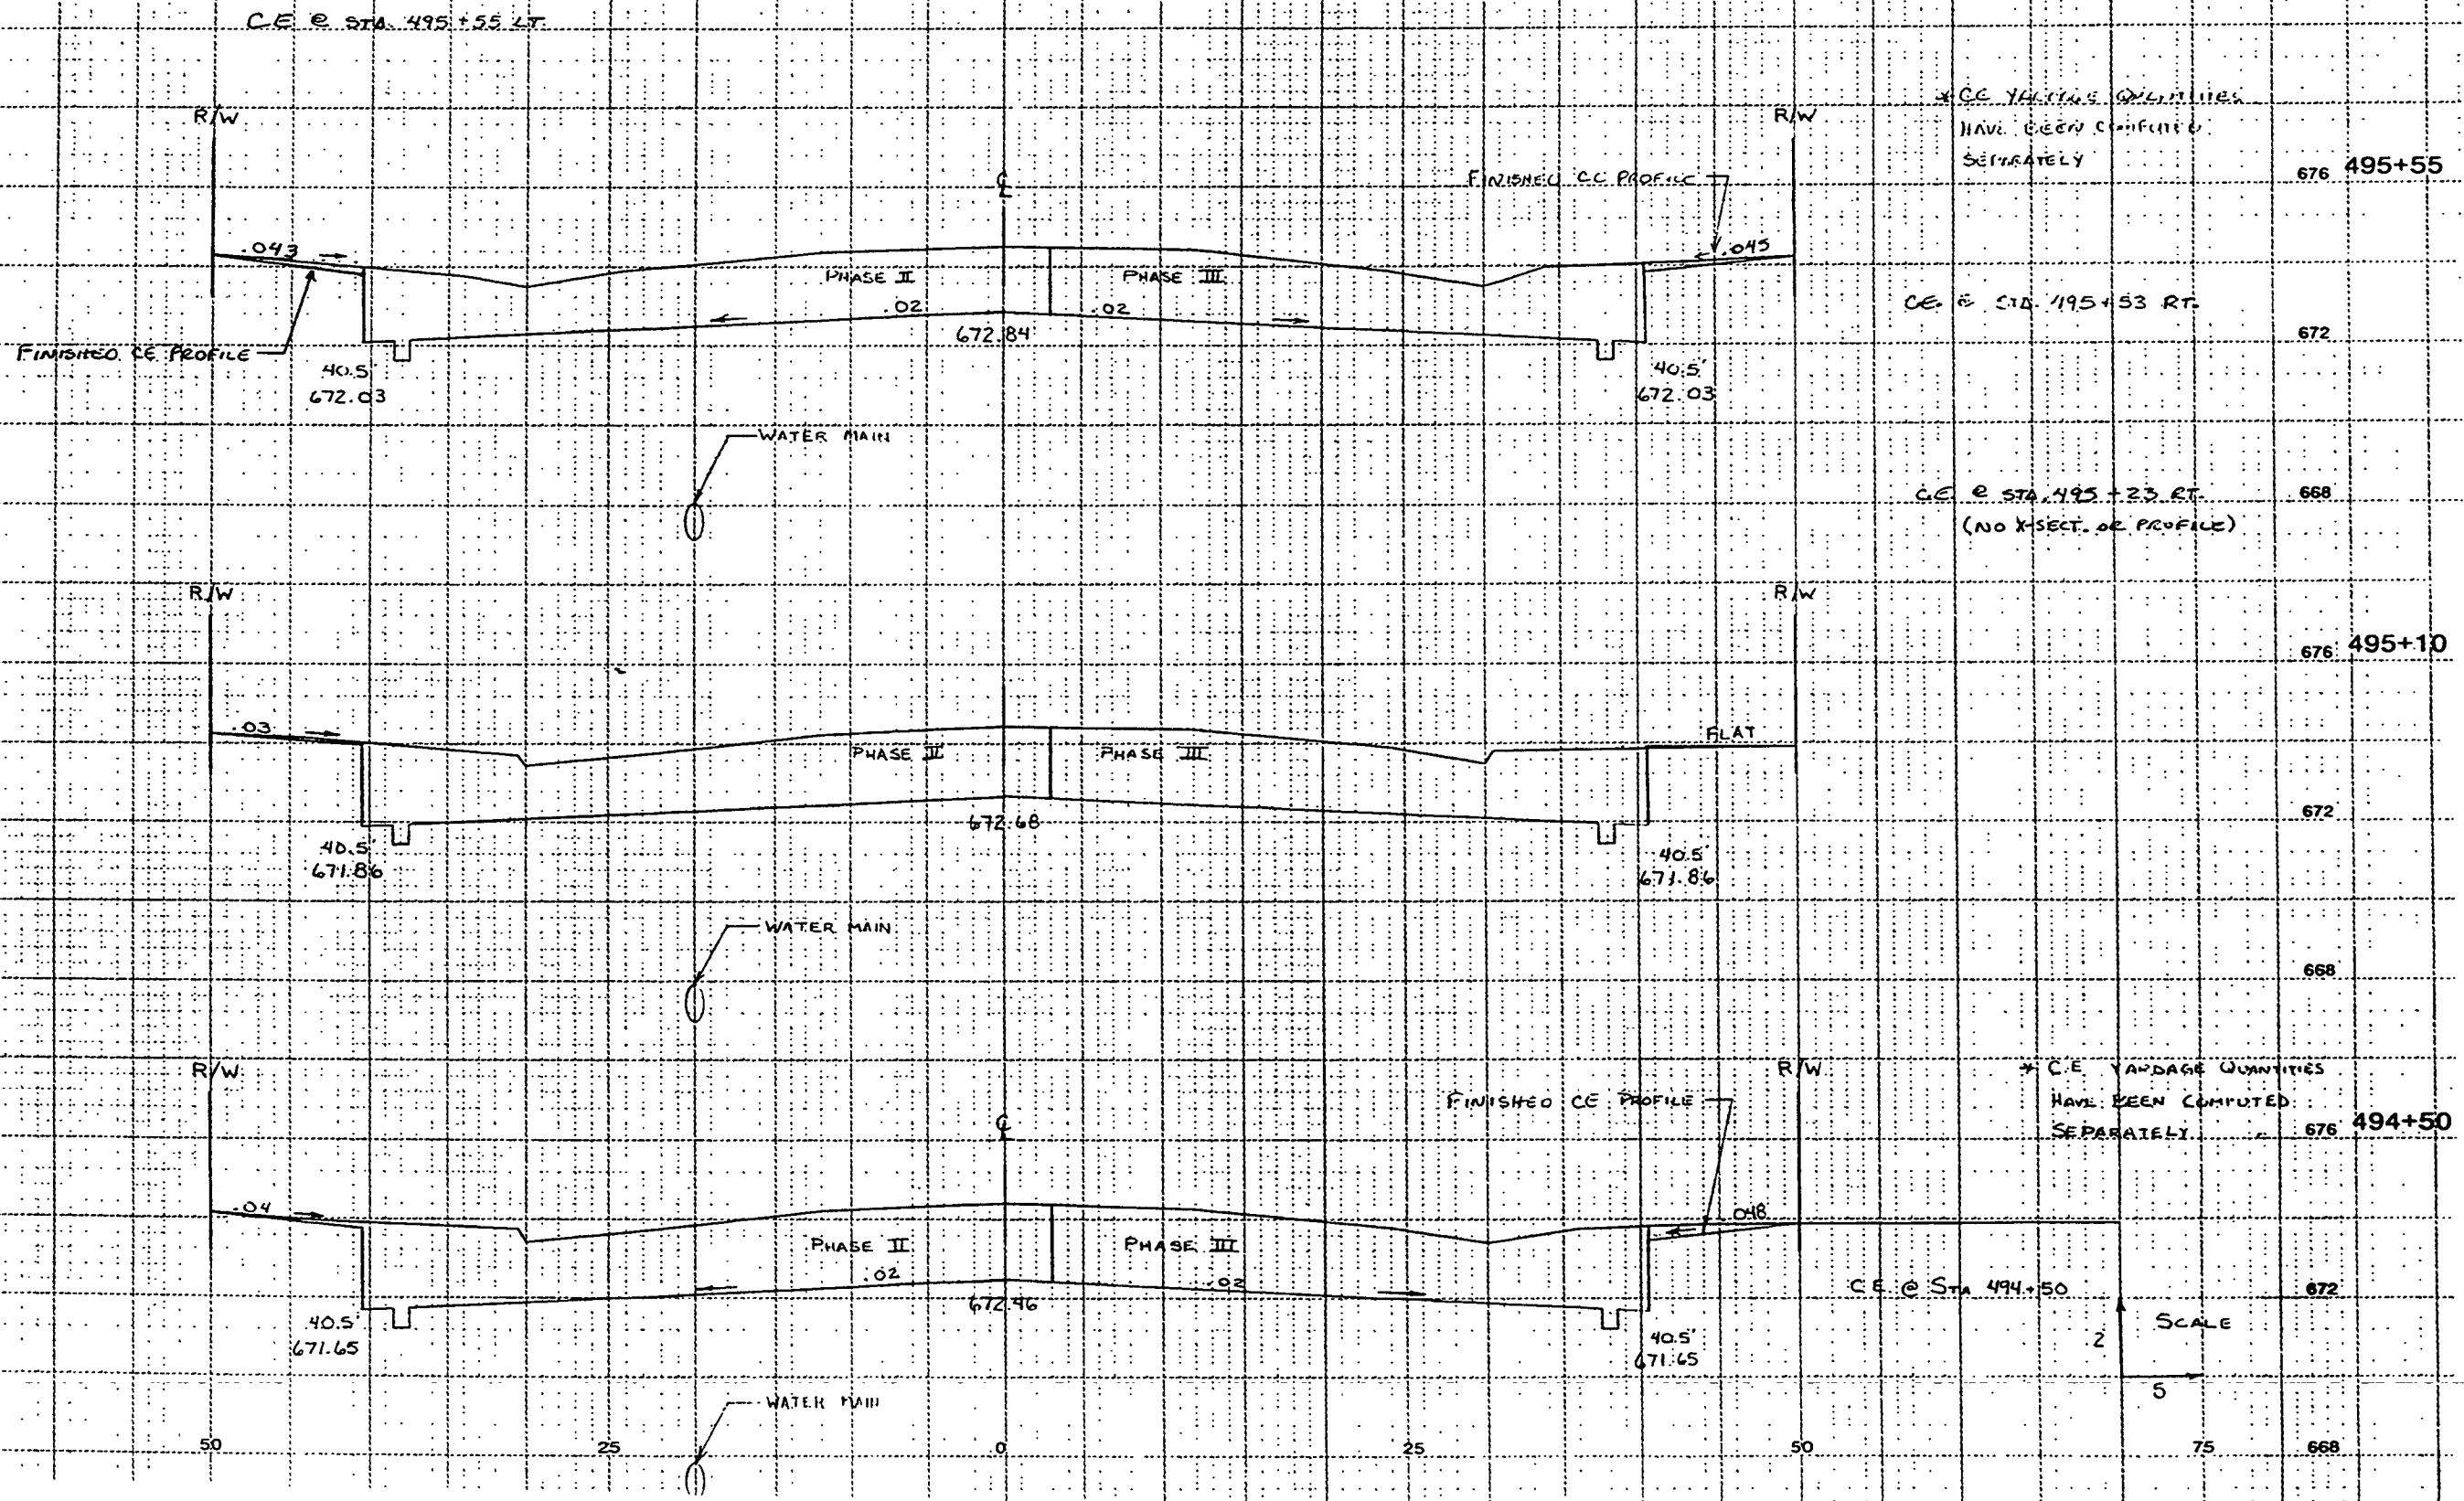 C.E. @ STA. 495+55 LT.
R/W
R/W
* CE YARDAGE QUANTITIES
HAVE BEEN COMPUTED
SEPARATELY
676 495+55
FINISHED CE PROFILE
℄
.043
.045
PHASE II
PHASE III
.02
.02
C.E. @ STA. 495+53 RT.
672.84
672
FINISHED CE PROFILE
40.5'
672.03
40.5'
672.03
WATER MAIN
C.E. @ STA. 495+23 RT.
(NO X-SECT. OR PROFILE)
668
R/W
R/W
676 495+10
.03
FLAT
PHASE II
PHASE III
672.68
672
40.5'
671.86
40.5'
671.86
WATER MAIN
668
R/W
R/W
* C.E. YARDAGE QUANTITIES
HAVE BEEN COMPUTED
SEPARATELY
676 494+50
FINISHED CE PROFILE
℄
.04
.048
PHASE II
PHASE III
.02
.02
672.46
C.E. @ STA 494+50
672
40.5'
671.65
40.5'
671.65
SCALE
2
5
WATER MAIN
50 25 0 25 50 75 668